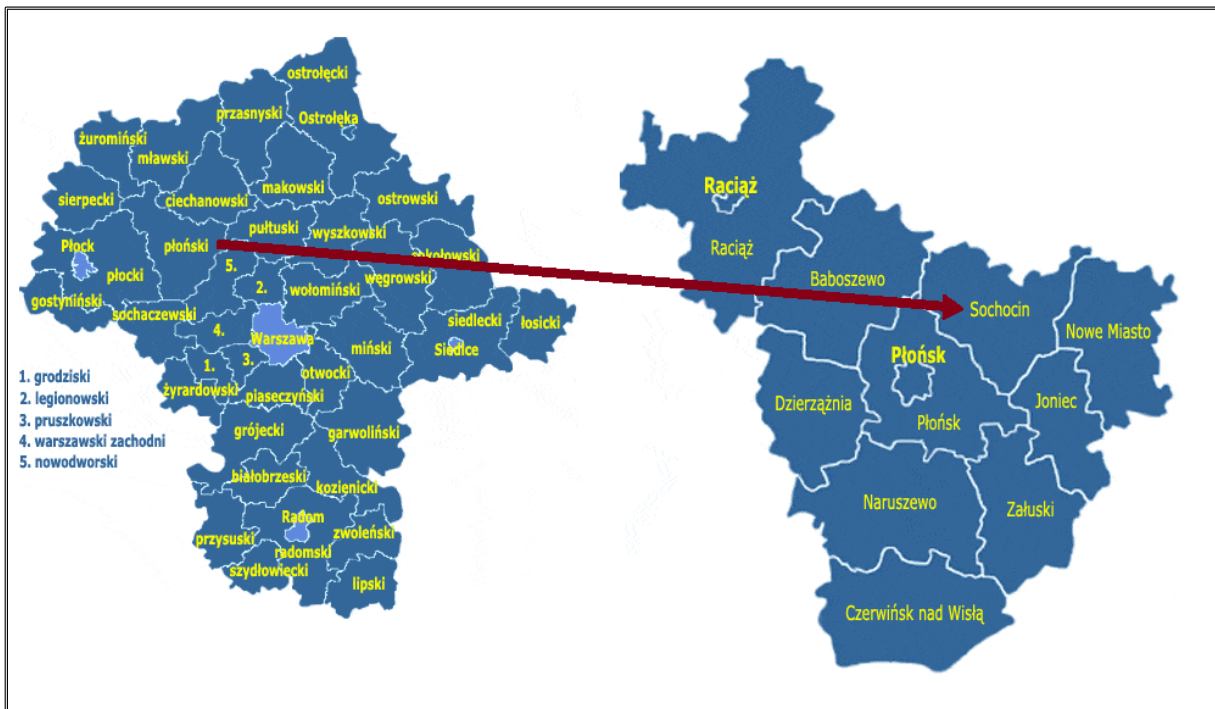 ostrołęcki
przasnyski
Ostrołęka
żuromiński
mławski
makowski
sierpecki
ciechanowski
ostrowski
pułtuski
wyszkowski
Płock
płoński
sokołowski
5.
płocki
węgrowski
gostyniński
2.
wołomiński
sochaczewski
siedlecki
łosicki
4.
Warszawa
miński
Siedlce
3.
1.
otwocki
żyrardowski
piaseczyński
grójecki
garwoliński
białobrzeski
kozienicki
Radom
zwoleński
przysuski
radomski
szydłowiecki
lipski
1. grodziski
2. legionowski
3. pruszkowski
4. warszawski zachodni
5. nowodworski
Raciąż
Raciąż
Baboszewo
Sochocin
Nowe Miasto
Płońsk
Dzierzążnia
Joniec
Płońsk
Naruszewo
Załuski
Czerwińsk nad Wisłą